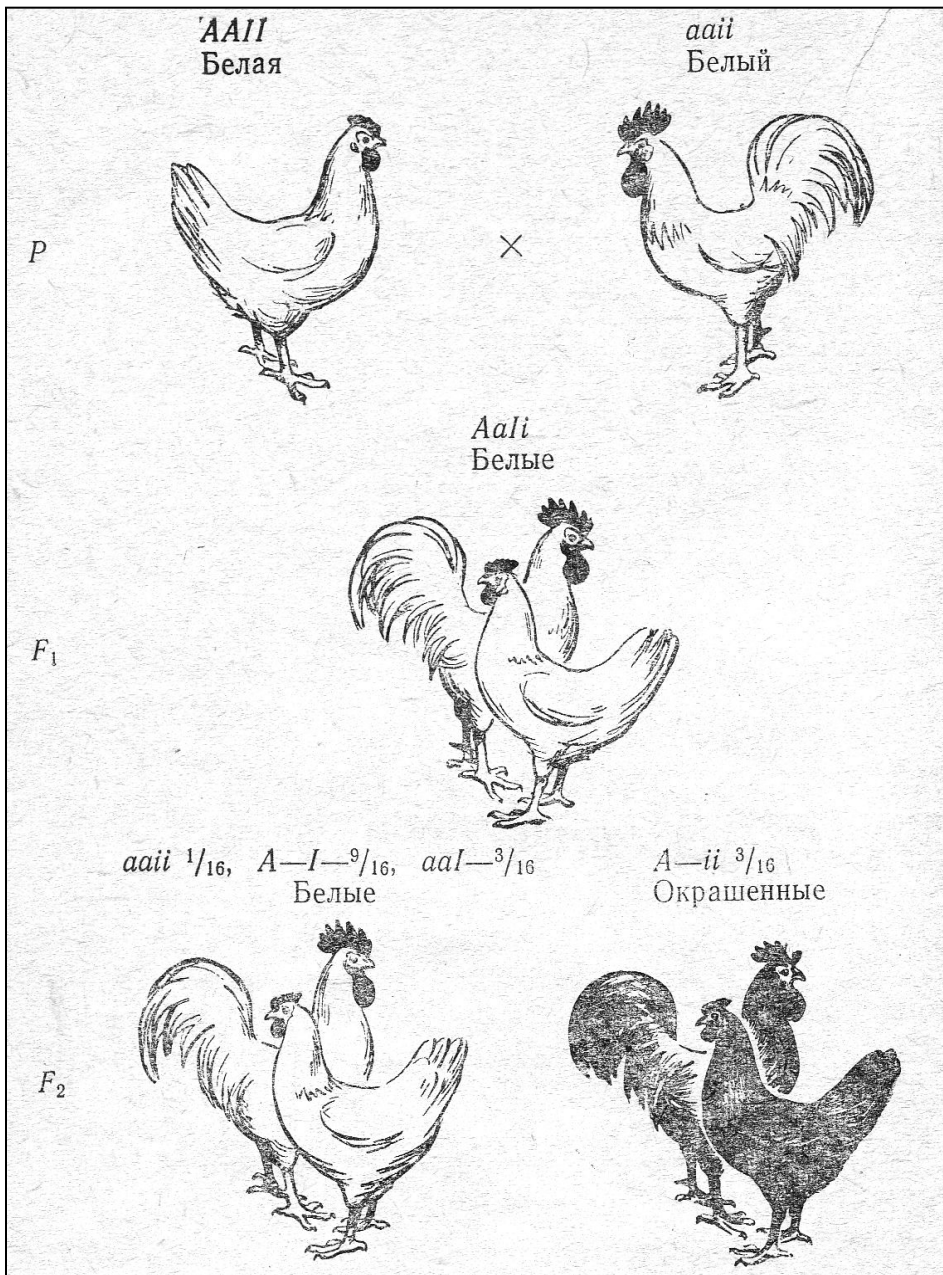 AAII
Белая
aaii
Белый
P
×
AaIi
Белые
F₁
aaii ¹/₁₆, A—I—⁹/₁₆, aaI—³/₁₆
Белые
A—ii ³/₁₆
Окрашенные
F₂